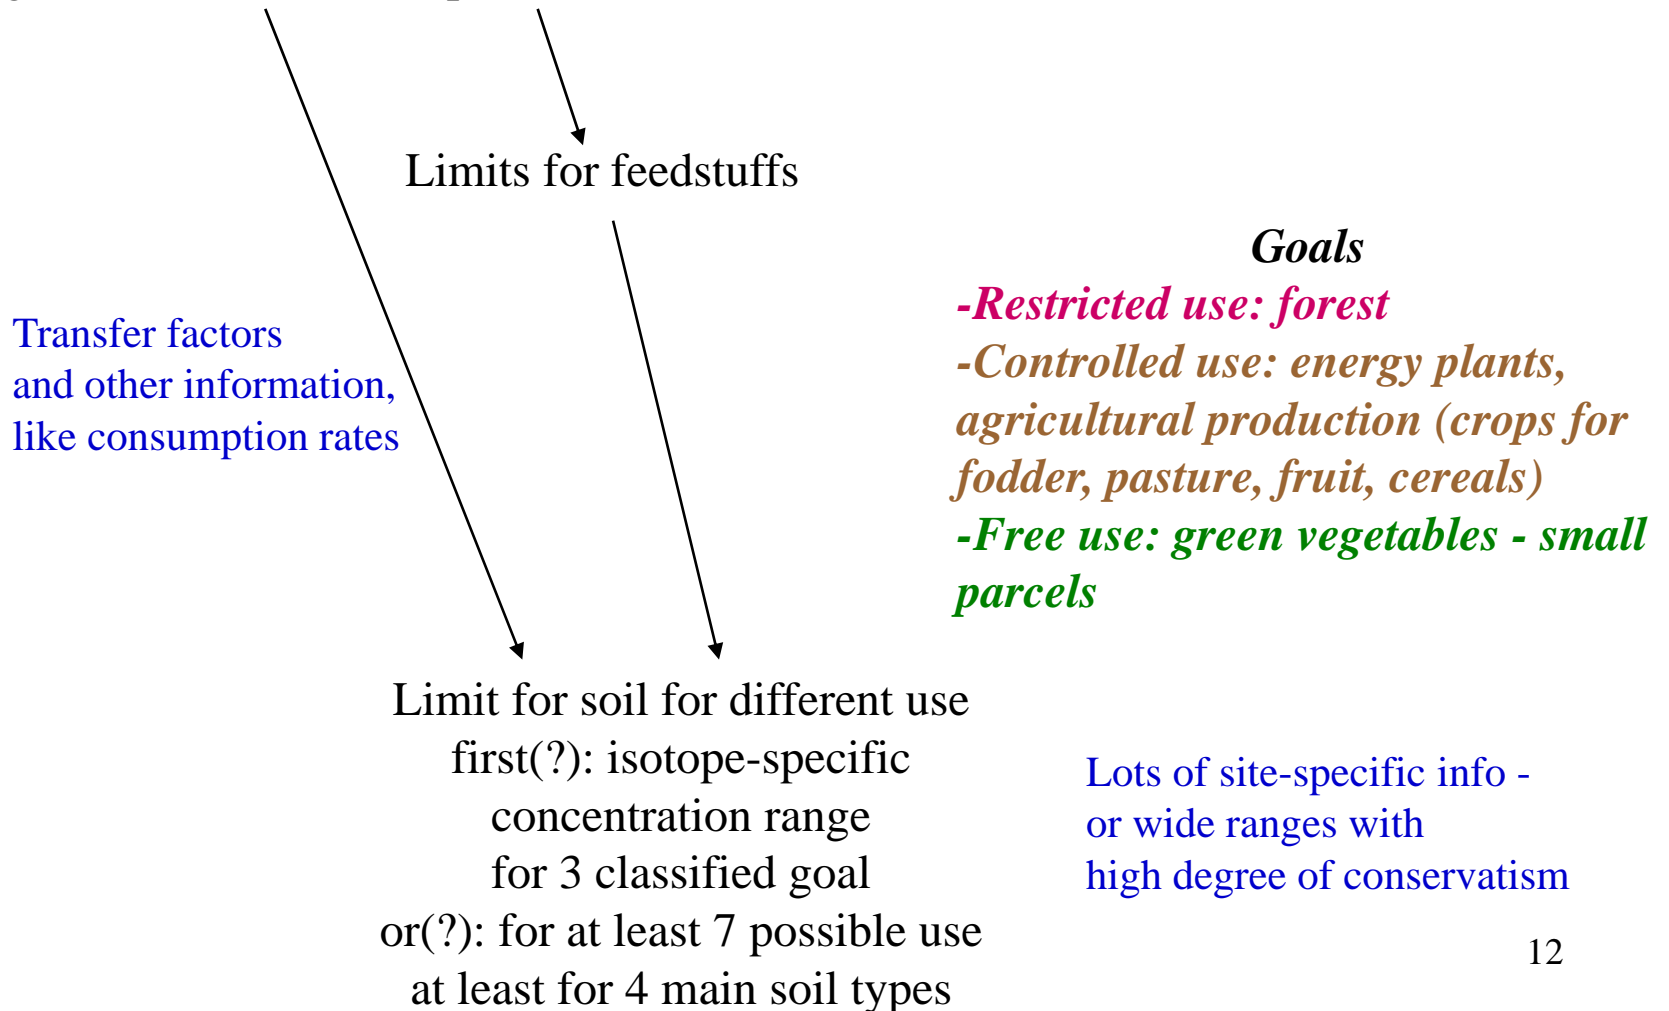 Limits for feedstuffs
Goals
-Restricted use: forest
-Controlled use: energy plants,
agricultural production (crops for
fodder, pasture, fruit, cereals)
-Free use: green vegetables - small
parcels
Transfer factors
and other information,
like consumption rates
Limit for soil for different use
first(?): isotope-specific
concentration range
for 3 classified goal
or(?): for at least 7 possible use
at least for 4 main soil types
Lots of site-specific info -
or wide ranges with
high degree of conservatism
12